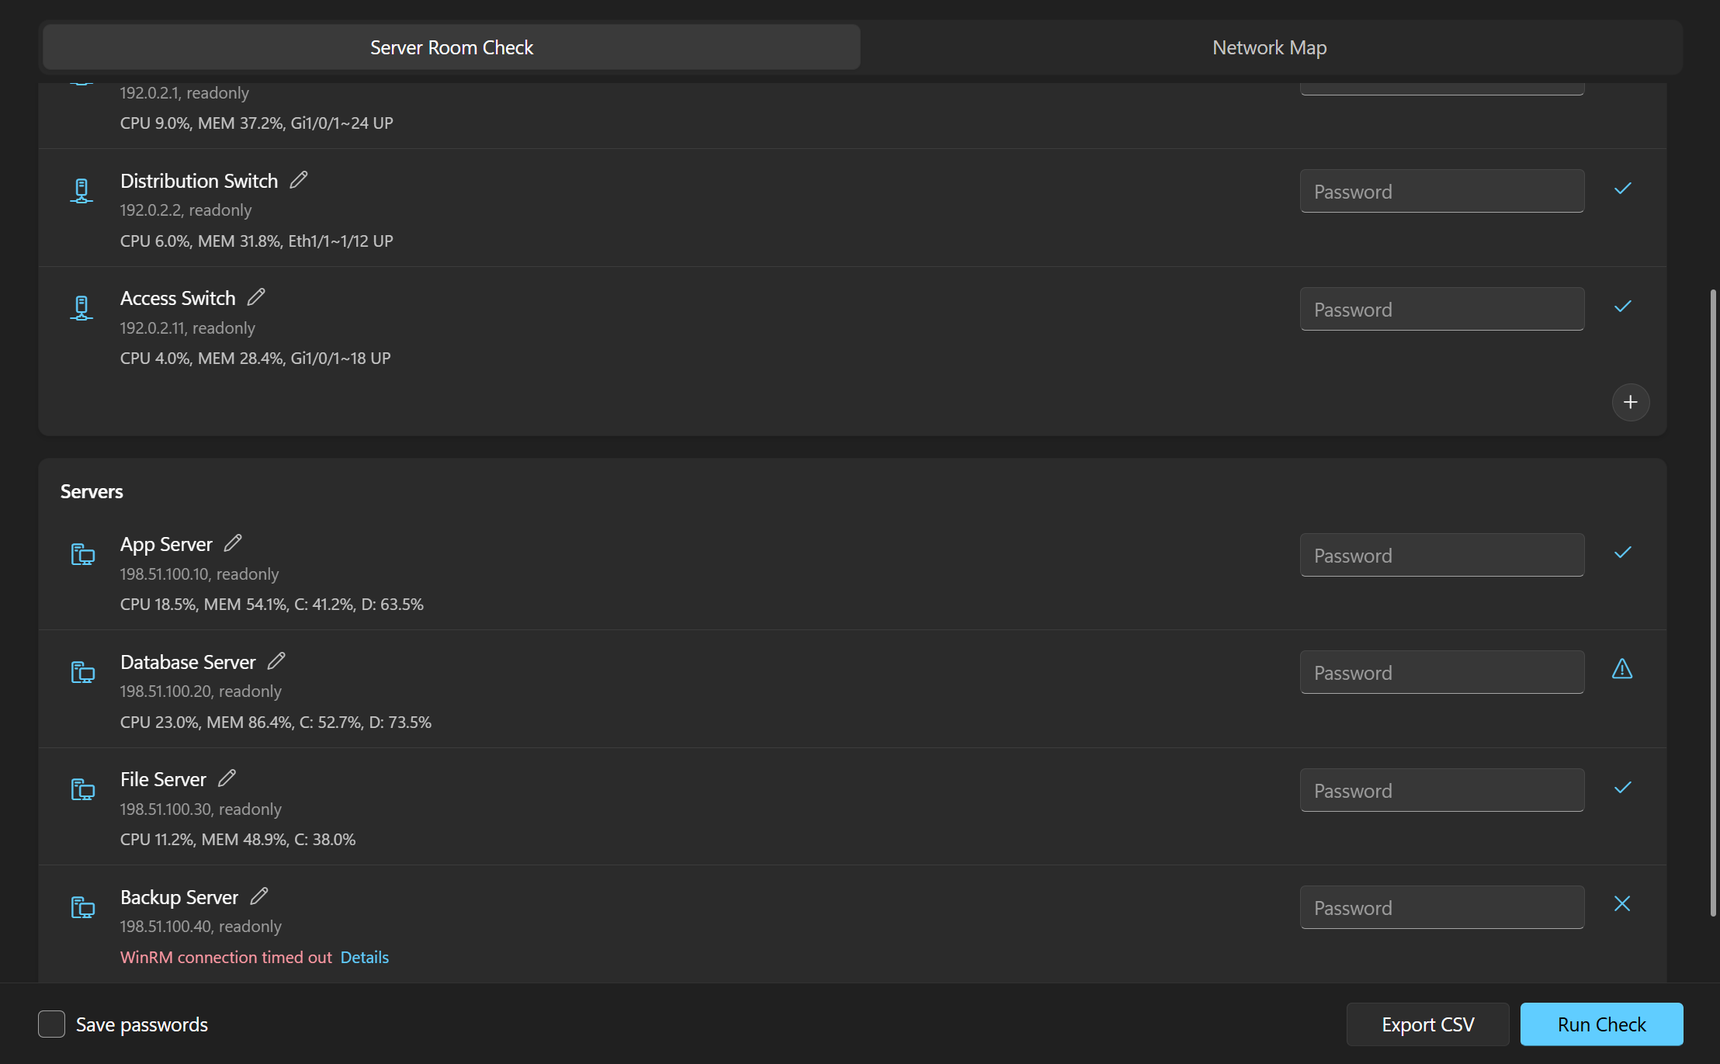 Server Room Check
Network Map
192.0.2.1, readonly
CPU 9.0%, MEM 37.2%, Gi1/0/1~24 UP
Distribution Switch
Password
192.0.2.2, readonly
CPU 6.0%, MEM 31.8%, Eth1/1~1/12 UP
Access Switch
Password
192.0.2.11, readonly
CPU 4.0%, MEM 28.4%, Gi1/0/1~18 UP
Servers
App Server
Password
198.51.100.10, readonly
CPU 18.5%, MEM 54.1%, C: 41.2%, D: 63.5%
Database Server
Password
198.51.100.20, readonly
CPU 23.0%, MEM 86.4%, C: 52.7%, D: 73.5%
File Server
Password
198.51.100.30, readonly
CPU 11.2%, MEM 48.9%, C: 38.0%
Backup Server
Password
198.51.100.40, readonly
WinRM connection timed out Details
Save passwords
Export CSV
Run Check